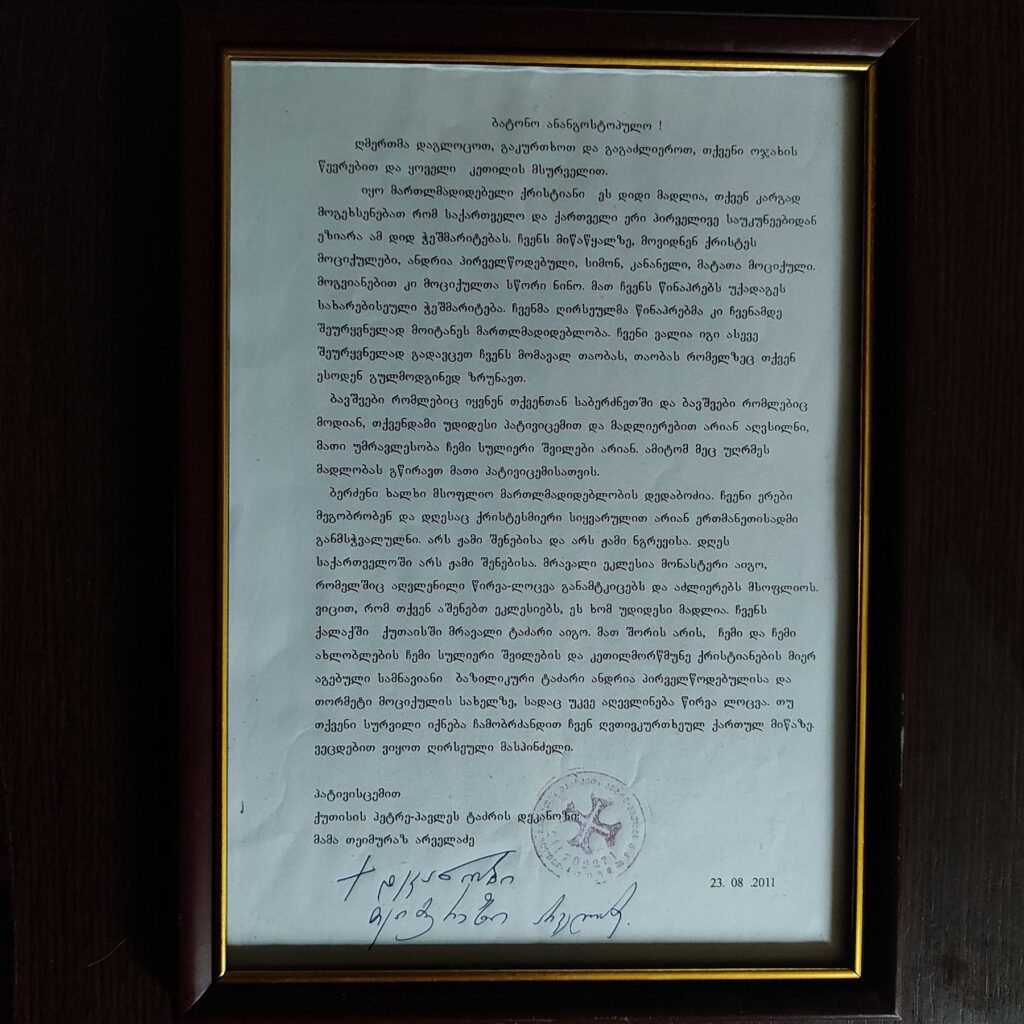 ბატონო ანანგოსტოპულო !
ღმერთმა დაგლოცოთ, გაკურთხოთ და გაგაძლიეროთ, თქვენი ოჯახის
წევრებით და ყოველი კეთილის მსურველით.
იყო მართლმადიდებელი ქრისტიანი ეს დიდი მადლია, თქვენ კარგად
მოგეხსენებათ რომ საქართველო და ქართველი ერი პირველივე საუკუნეებიდან
ეზიარა ამ დიდ ჭეშმარიტებას. ჩვენს მიწაწყალზე, მოვიდნენ ქრისტეს
მოციქულები, ანდრია პირველწოდებული, სიმონ, კანანელი, მატათა მოციქული.
მოგვიანებით კი მოციქულთა სწორი ნინო. მათ ჩვენს წინაპრებს უქადაგეს
სახარებისეული ჭეშმარიტება. ჩვენმა ღირსეულმა წინაპრებმა კი ჩვენამდე
შეურყვნელად მოიტანეს მართლმადიდებლობა. ჩვენი ვალია იგი ასევე
შეურყვნელად გადავცეთ ჩვენს მომავალ თაობას, თაობას რომელზეც თქვენ
ესოდენ გულმოდგინედ ზრუნავთ.
ბავშვები რომლებიც იყვნენ თქვენთან საბერძნეთში და ბავშვები რომლებიც
მოდიან, თქვენდამი უდიდესი პატივიცემით და მადლიერებით არიან აღვსილნი,
მათი უმრავლესობა ჩემი სულიერი შვილები არიან. ამიტომ მეც უღრმეს
მადლობას გწირავთ მათი პატივიცემისათვის.
ბერძენი ხალხი მსოფლიო მართლმადიდებლობის დედაბოძია. ჩვენი ერები
მეგობრობენ და დღესაც ქრისტესმიერი სიყვარულით არიან ერთმანეთისადმი
განმსჭვალულნი. არს ჟამი შენებისა და არს ჟამი ნგრევისა. დღეს
საქართველოში არს ჟამი შენებისა. მრავალი ეკლესია მონასტერი აიგო,
რომელშიც აღვლენილი წირვა-ლოცვა განამტკიცებს და აძლიერებს მსოფლიოს.
ვიცით, რომ თქვენ აშენებთ ეკლესიებს, ეს ხომ უდიდესი მადლია. ჩვენს
ქალაქში ქუთაისში მრავალი ტაძარი აიგო. მათ შორის არის, ჩემი და ჩემი
ახლობლების ჩემი სულიერი შვილების და კეთილმორწმუნე ქრისტიანების მიერ
აგებული სამნავიანი ბაზილიკური ტაძარი ანდრია პირველწოდებულისა და
თორმეტი მოციქულის სახელზე, სადაც უკვე აღევლინება წირვა ლოცვა. თუ
თქვენი სურვილი იქნება ჩამობრძანდით ჩვენ ღვთივკურთხეულ ქართულ მიწაზე.
ვეცდებით ვიყოთ ღირსეული მასპინძელი.
პატივისცემით
ქუთისის პეტრე-პავლეს ტაძრის დეკანოზი
მამა თეიმურაზ არველაძე
დეკანოზი
23. 08 .2011